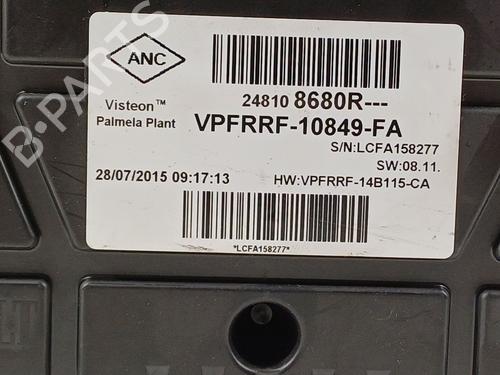 ANC
24810 8680R---
Visteon™
Palmela Plant
VPFRRF-10849-FA
S/N:LCFA158277
SW:08.11.
28/07/2015 09:17:13
HW:VPFRRF-14B115-CA
*LCFA158277*
B-PARTS